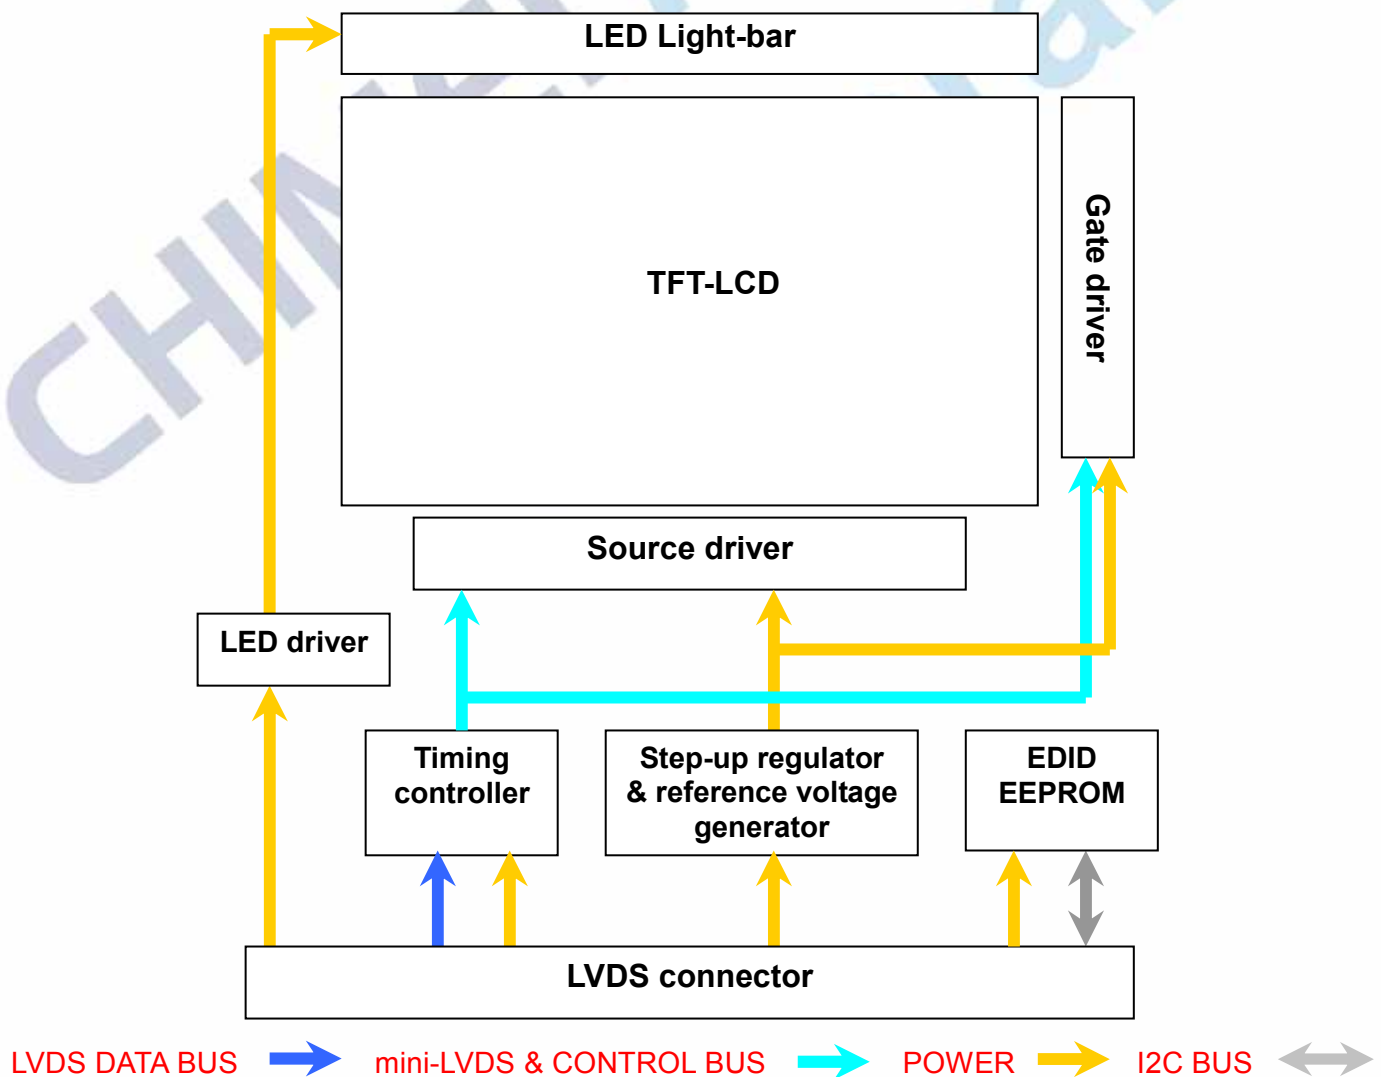 LED Light-bar
TFT-LCD
Gate driver
Source driver
LED driver
Timing
controller
Step-up regulator
& reference voltage
generator
EDID
EEPROM
LVDS connector
LVDS DATA BUS
mini-LVDS & CONTROL BUS
POWER
I2C BUS